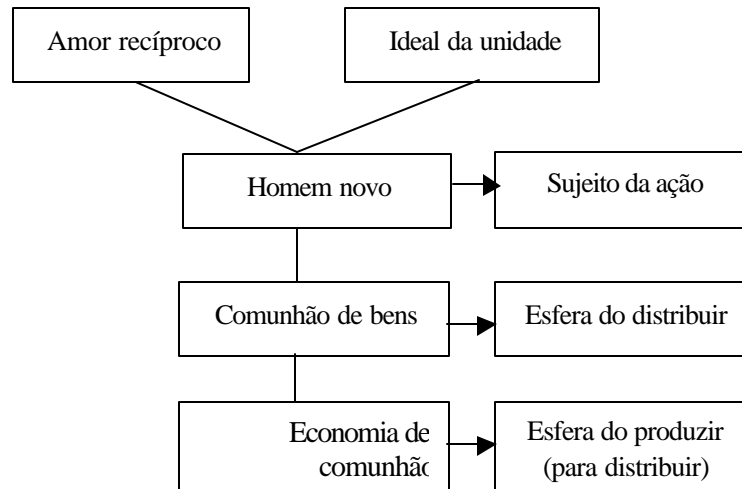 Amor recíproco
Ideal da unidade
Homem novo
Sujeito da ação
Comunhão de bens
Esfera do distribuir
Economia de
comunhão
Esfera do produzir
(para distribuir)